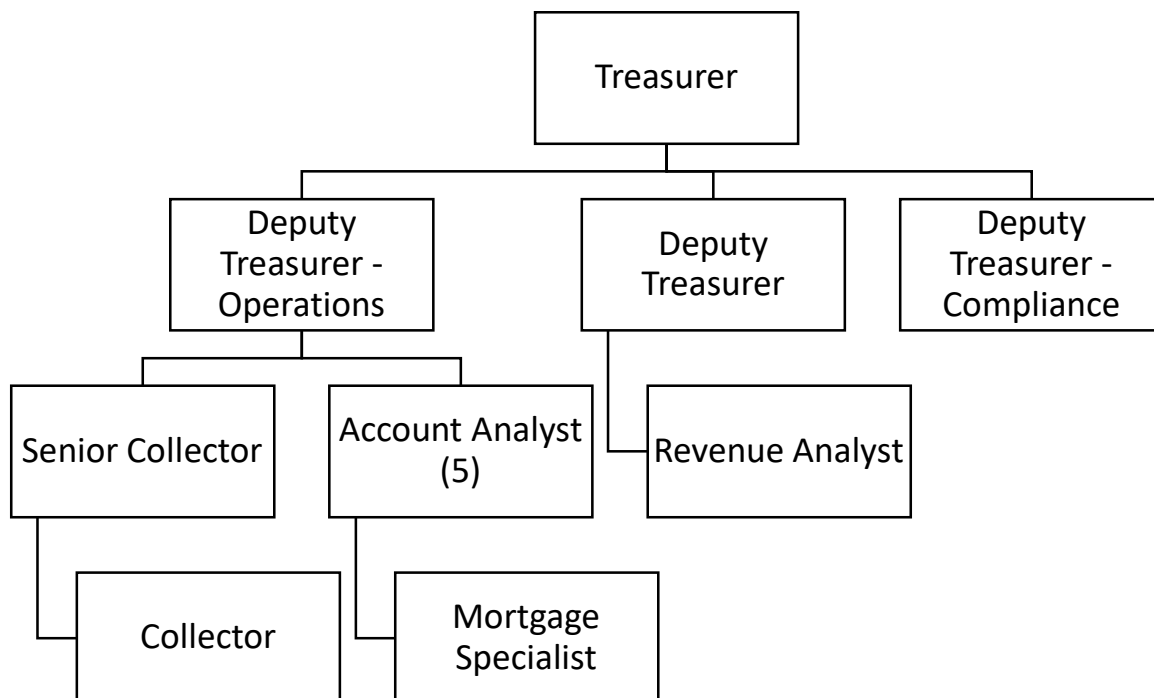 Treasurer
Deputy
Treasurer -
Operations
Deputy
Treasurer
Deputy
Treasurer -
Compliance
Senior Collector
Account Analyst
(5)
Revenue Analyst
Collector
Mortgage
Specialist